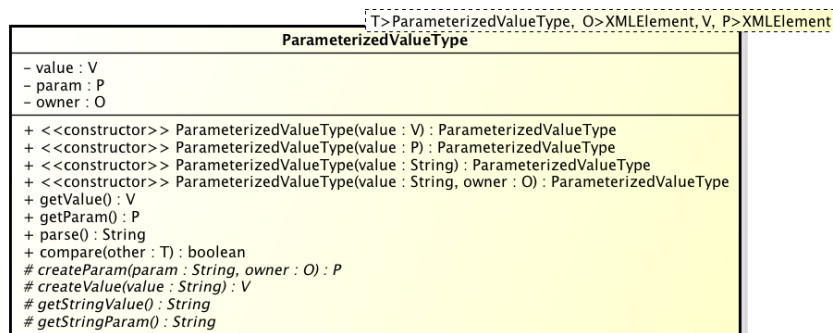 T>ParameterizedValueType, O>XMLElement, V, P>XMLElement
ParameterizedValueType
– value : V
– param : P
– owner : O
+ <<constructor>> ParameterizedValueType(value : V) : ParameterizedValueType
+ <<constructor>> ParameterizedValueType(value : P) : ParameterizedValueType
+ <<constructor>> ParameterizedValueType(value : String) : ParameterizedValueType
+ <<constructor>> ParameterizedValueType(value : String, owner : O) : ParameterizedValueType
+ getValue() : V
+ getParam() : P
+ parse() : String
+ compare(other : T) : boolean
# createParam(param : String, owner : O) : P
# createValue(value : String) : V
# getStringValue() : String
# getStringParam() : String